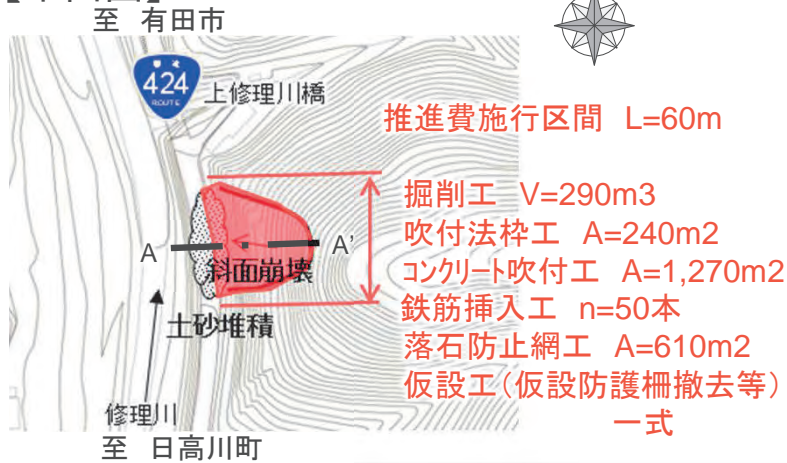 至 有田市
424
ROUTE
上修理川橋
推進費施行区間 L=60m
掘削工 V=290m3
吹付法枠工 A=240m2
コンクリート吹付工 A=1,270m2
鉄筋挿入工 n=50本
落石防止網工 A=610m2
仮設工(仮設防護柵撤去等)
一式
A
A'
斜面崩壊
土砂堆積
修理川
至 日高川町